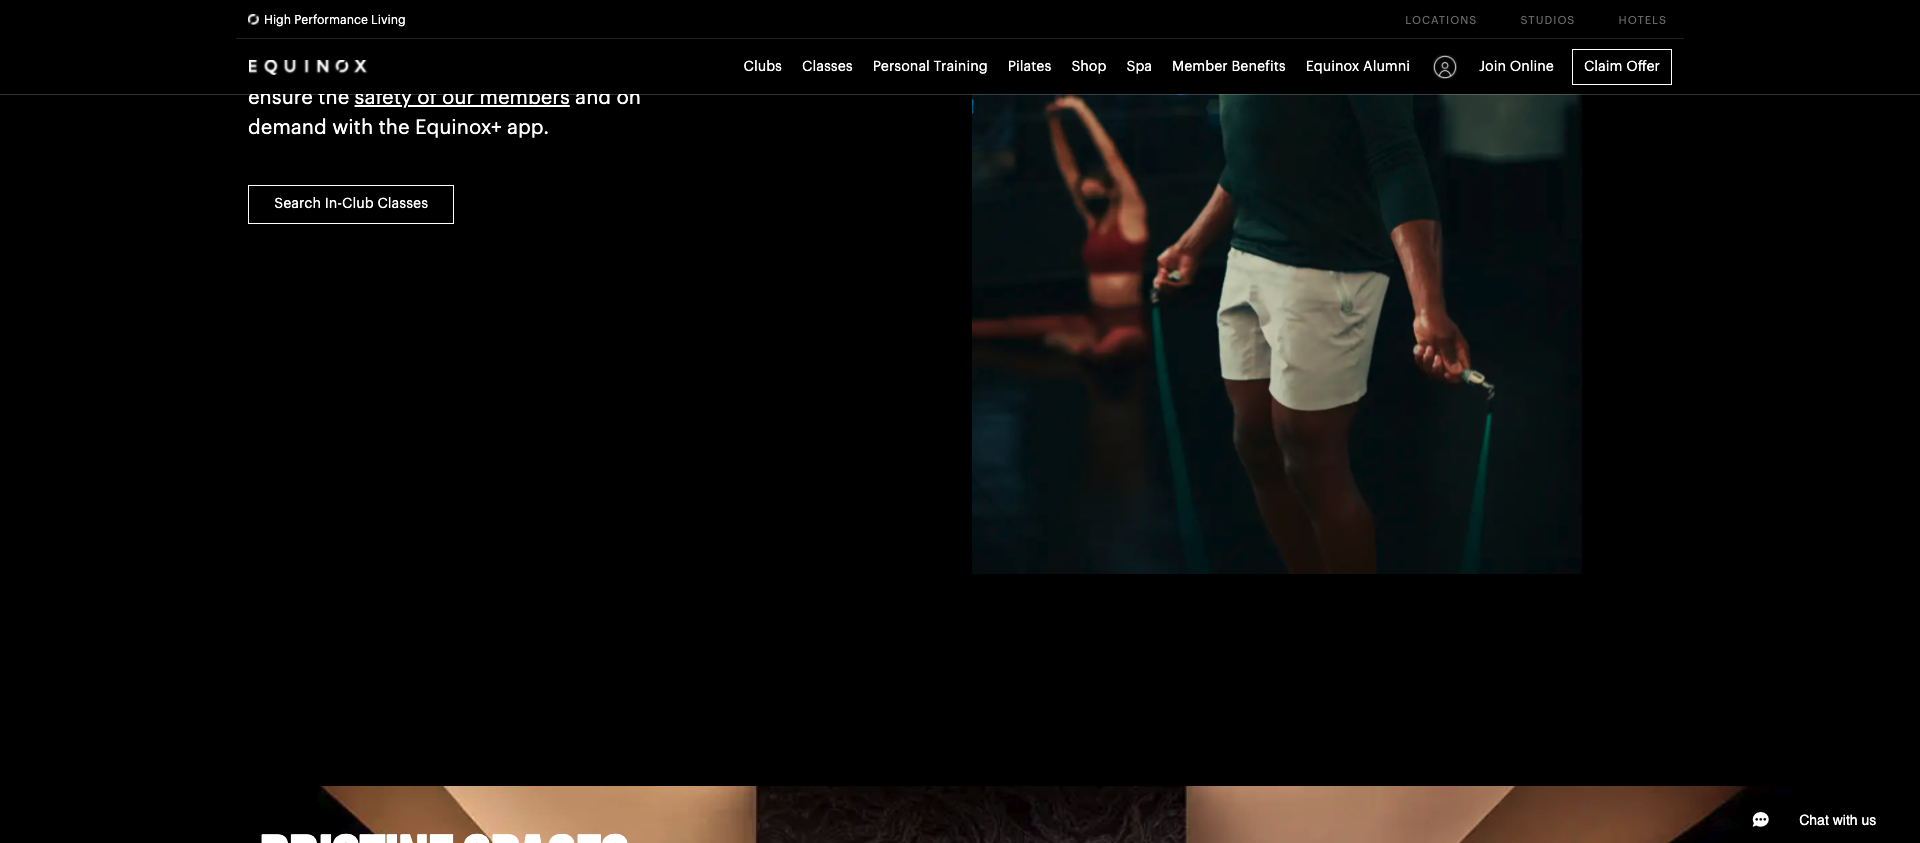 High Performance Living
LOCATIONS STUDIOS HOTELS
EQUINOX
Clubs Classes Personal Training Pilates Shop Spa Member Benefits Equinox Alumni Join Online Claim Offer
ensure the safety of our members and on
demand with the Equinox+ app.
Search In-Club Classes
PRISTINE SPACES
Chat with us